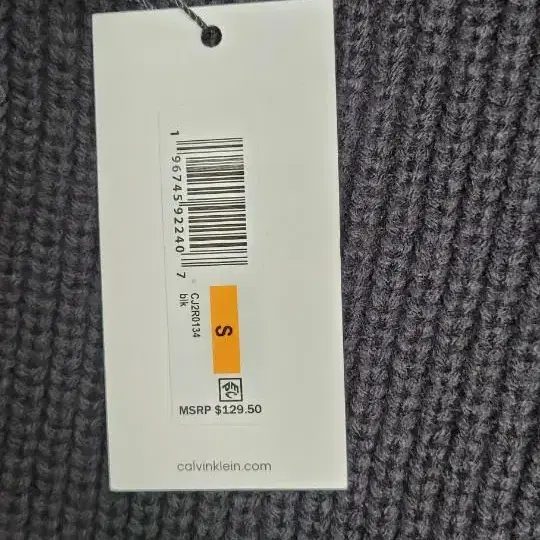 1 96745 92240 7
CJ2R0134
blk
S
MSRP $129.50
calvinklein.com